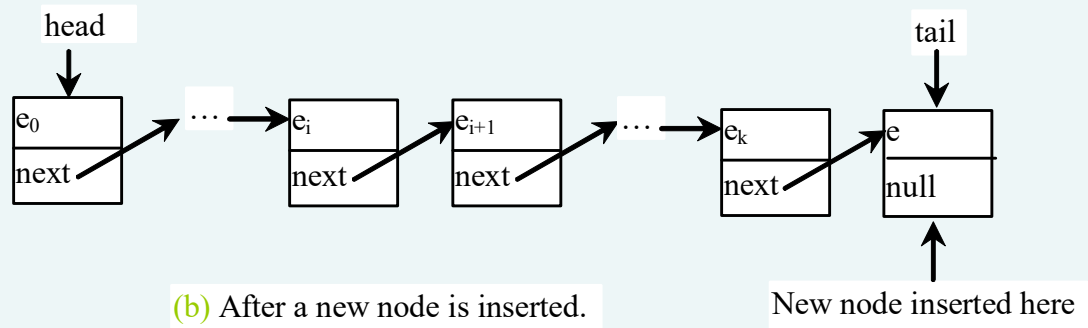 head
tail
e0 … ei ei+1 … ek e
next next next next null
(b) After a new node is inserted.
New node inserted here